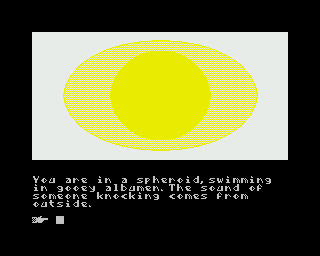 You are in a spheroid, swimming
in gooey albumen. The sound of
someone knocking comes from
outside.